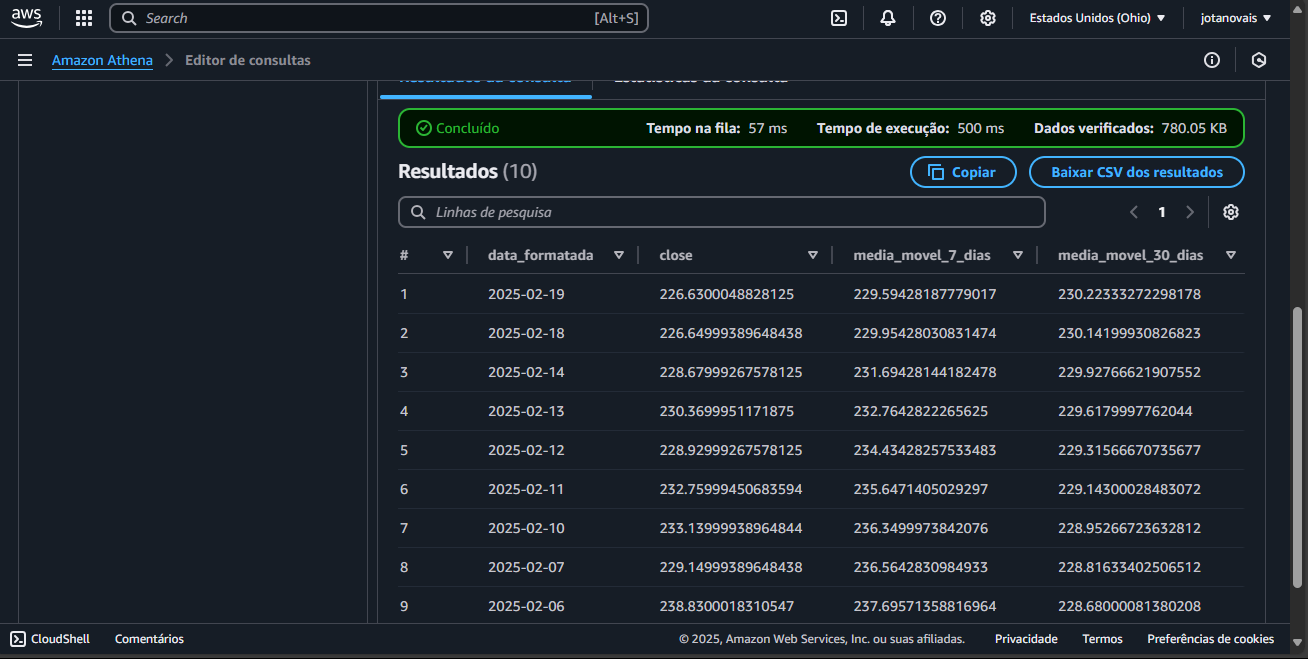 aws Search [Alt+S] Estados Unidos (Ohio) jotanovais
Amazon Athena Editor de consultas
Resultados da consulta Estatísticas da consulta
Concluído Tempo na fila: 57 ms Tempo de execução: 500 ms Dados verificados: 780.05 KB
Resultados (10) Copiar Baixar CSV dos resultados
Linhas de pesquisa 1
# data_formatada close media_movel_7_dias media_movel_30_dias
1 2025-02-19 226.6300048828125 229.59428187779017 230.22333272298178
2 2025-02-18 226.64999389648438 229.95428030831474 230.14199930826823
3 2025-02-14 228.67999267578125 231.69428144182478 229.92766621907552
4 2025-02-13 230.3699951171875 232.7642822265625 229.6179997762044
5 2025-02-12 228.92999267578125 234.43428257533483 229.31566670735677
6 2025-02-11 232.75999450683594 235.6471405029297 229.14300028483072
7 2025-02-10 233.13999938964844 236.3499973842076 228.95266723632812
8 2025-02-07 229.14999389648438 236.5642830984933 228.81633402506512
9 2025-02-06 238.8300018310547 237.69571358816964 228.68000081380208
CloudShell Comentários © 2025, Amazon Web Services, Inc. ou suas afiliadas. Privacidade Termos Preferências de cookies